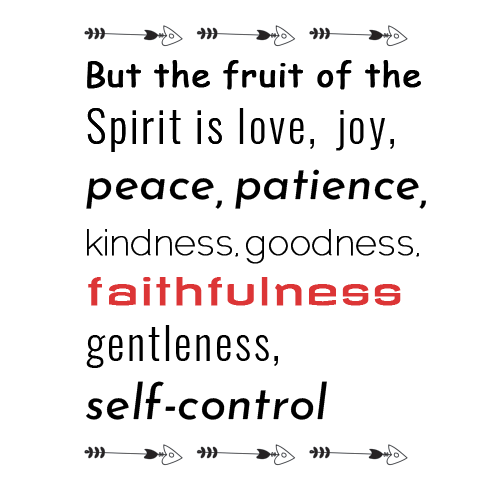 But the fruit of the
Spirit is love, joy,
peace, patience,
kindness, goodness,
faithfulness
gentleness,
self-control